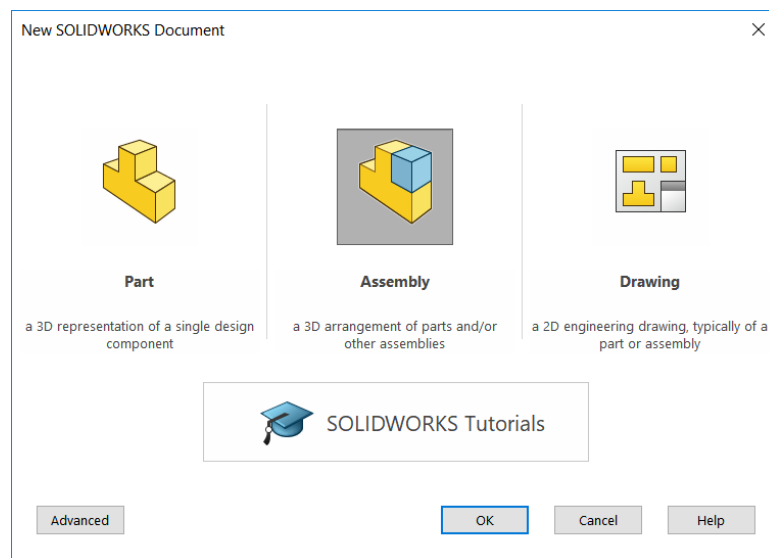 New SOLIDWORKS Document
Part
a 3D representation of a single design
component
Assembly
a 3D arrangement of parts and/or
other assemblies
Drawing
a 2D engineering drawing, typically of a
part or assembly
SOLIDWORKS Tutorials
Advanced
OK
Cancel
Help